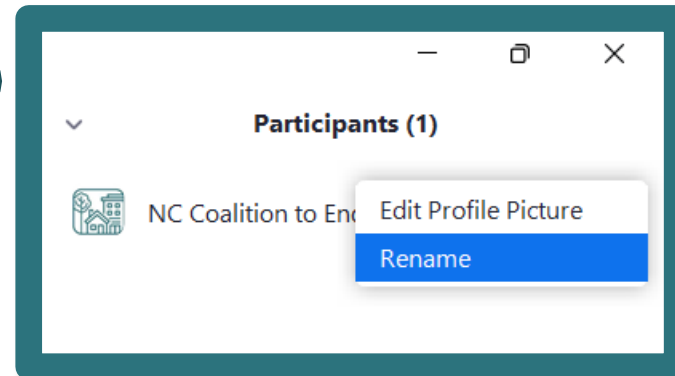 Participants (1)
NC Coalition to End
Edit Profile Picture
Rename